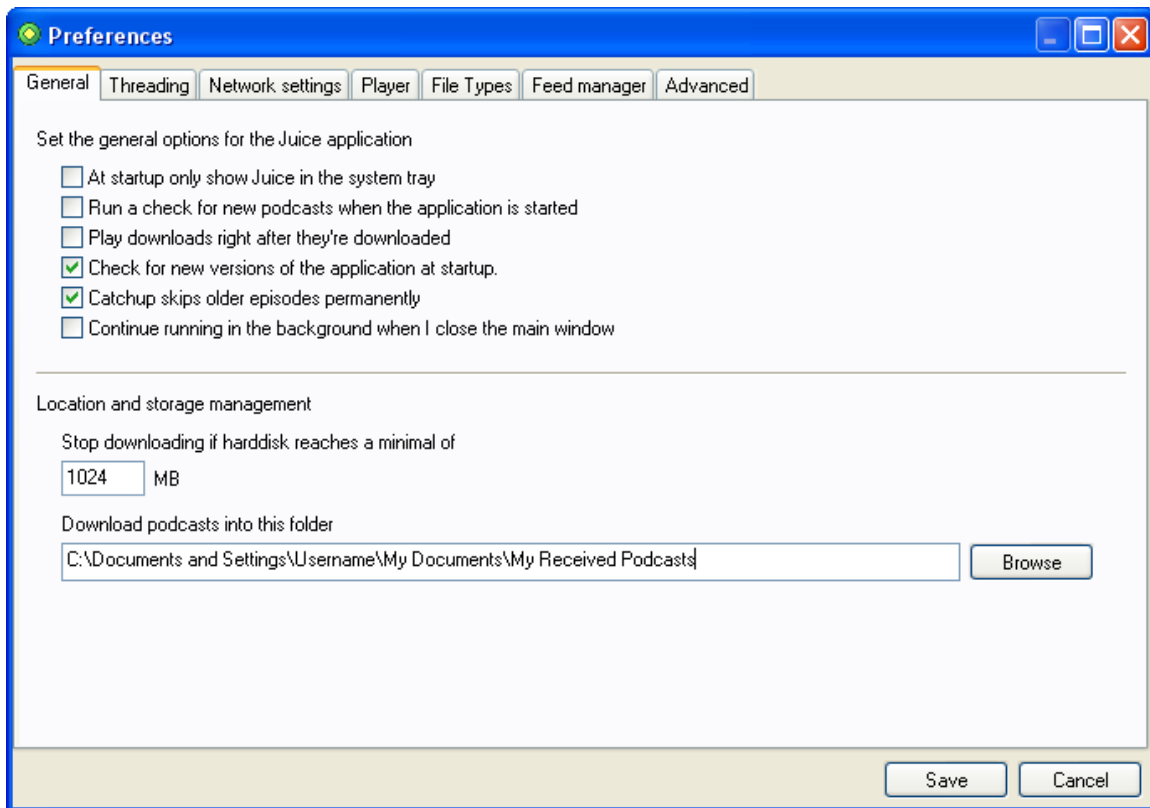 Preferences
General Threading Network settings Player File Types Feed manager Advanced
Set the general options for the Juice application
At startup only show Juice in the system tray
Run a check for new podcasts when the application is started
Play downloads right after they're downloaded
Check for new versions of the application at startup.
Catchup skips older episodes permanently
Continue running in the background when I close the main window
Location and storage management
Stop downloading if harddisk reaches a minimal of
1024 MB
Download podcasts into this folder
C:\Documents and Settings\Username\My Documents\My Received Podcasts Browse
Save Cancel